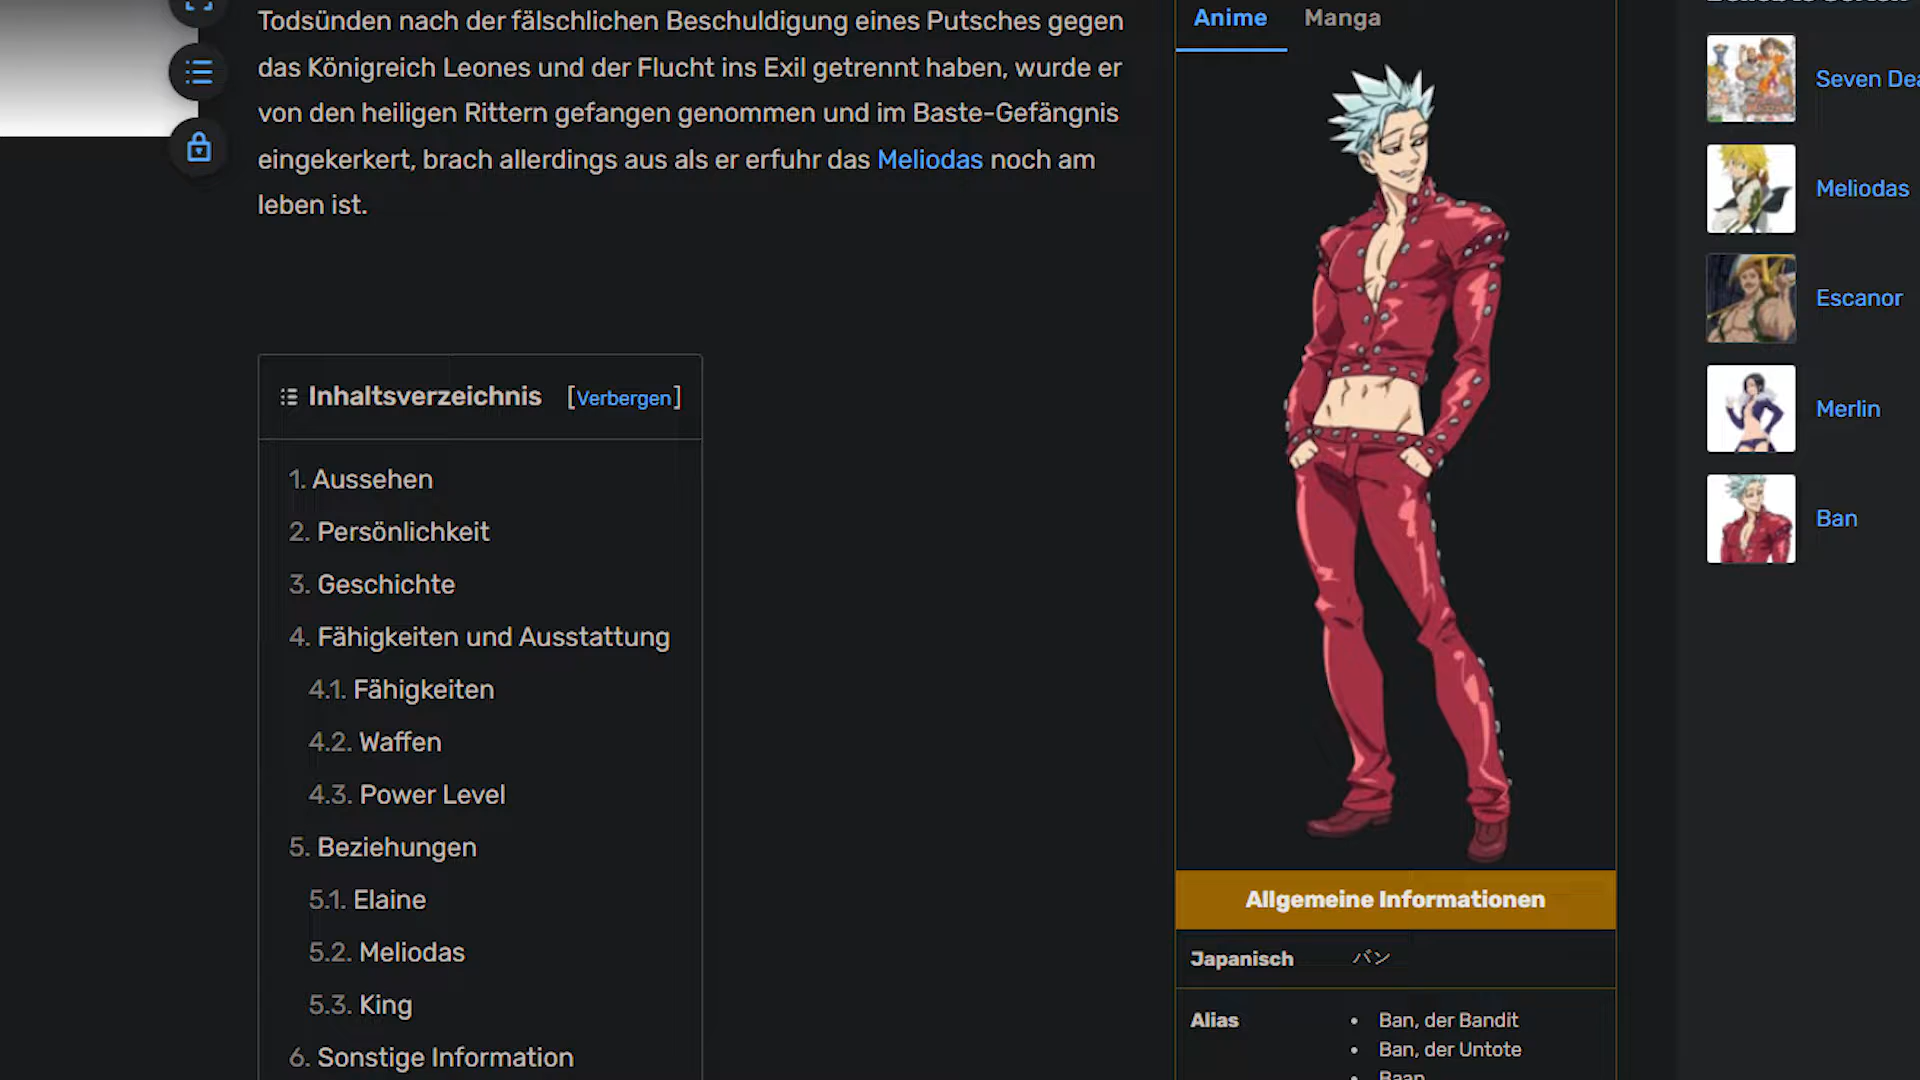 Todsünden nach der fälschlichen Beschuldigung eines Putsches gegen
das Königreich Leones und der Flucht ins Exil getrennt haben, wurde er
von den heiligen Rittern gefangen genommen und im Baste-Gefängnis
eingekerkert, brach allerdings aus als er erfuhr das Meliodas noch am
leben ist.
Inhaltsverzeichnis [Verbergen]
1. Aussehen
2. Persönlichkeit
3. Geschichte
4. Fähigkeiten und Ausstattung
4.1. Fähigkeiten
4.2. Waffen
4.3. Power Level
5. Beziehungen
5.1. Elaine
5.2. Meliodas
5.3. King
6. Sonstige Information
Anime Manga
Allgemeine Informationen
Japanisch バン
Alias
• Ban, der Bandit
• Ban, der Untote
• Baan
Seven Dea
Meliodas
Escanor
Merlin
Ban